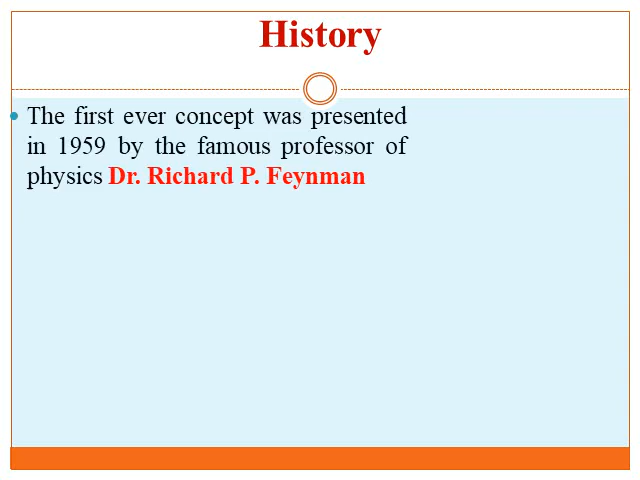 History
• The first ever concept was presented
in 1959 by the famous professor of
physics Dr. Richard P. Feynman